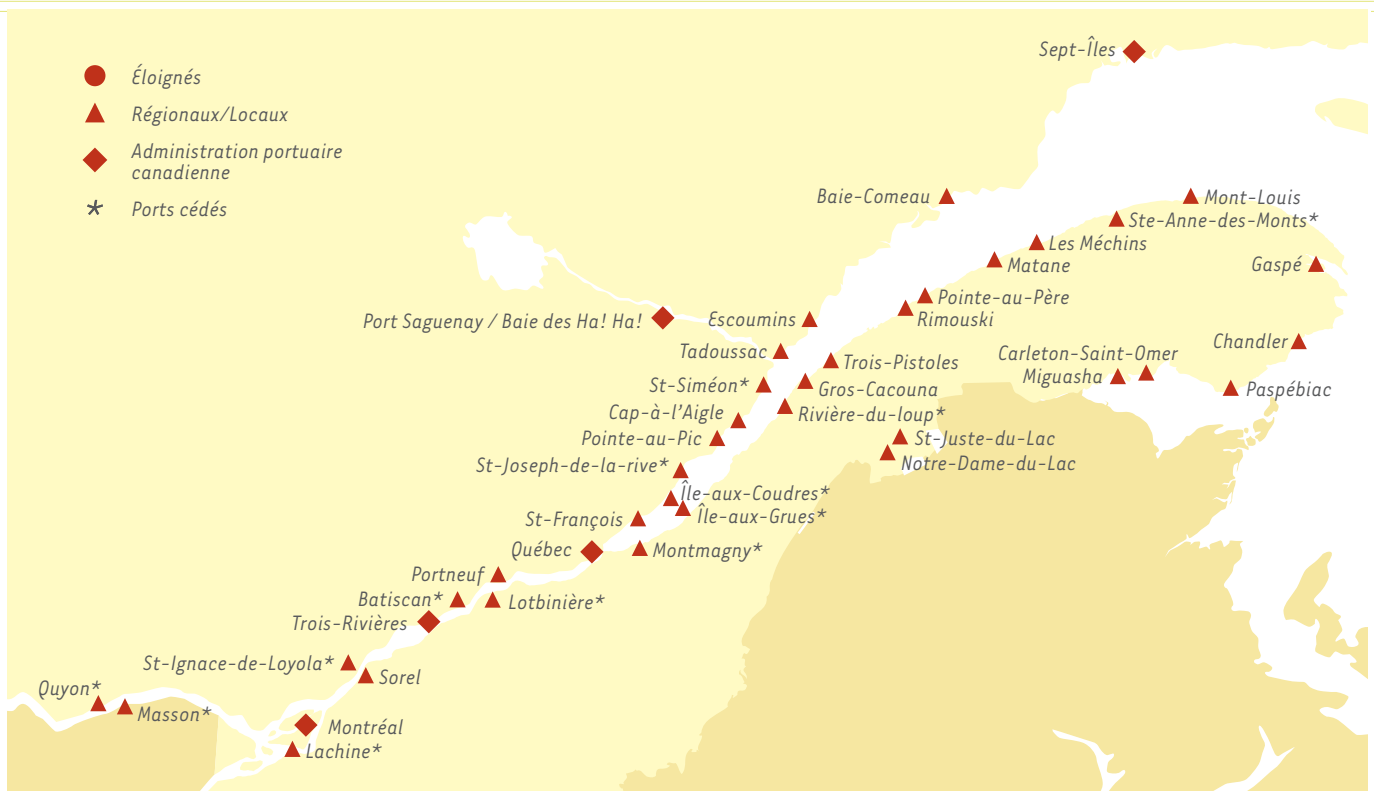 Sept-Îles
Éloignés
Régionaux/Locaux
Administration portuaire
canadienne
Ports cédés
*
Baie-Comeau
Mont-Louis
Ste-Anne-des-Monts*
Les Méchins
Matane
Gaspé
Pointe-au-Père
Rimouski
Port Saguenay / Baie des Ha! Ha!
Escoumins
Chandler
Tadoussac
Trois-Pistoles
Carleton-Saint-Omer
Miguasha
St-Siméon*
Gros-Cacouna
Paspébiac
Cap-à-l'Aigle
Rivière-du-loup*
Pointe-au-Pic
St-Juste-du-Lac
Notre-Dame-du-Lac
St-Joseph-de-la-rive*
Île-aux-Coudres*
Île-aux-Grues*
St-François
Québec
Montmagny*
Portneuf
Batiscan*
Lotbinière*
Trois-Rivières
St-Ignace-de-Loyola*
Sorel
Quyon*
Masson*
Montréal
Lachine*